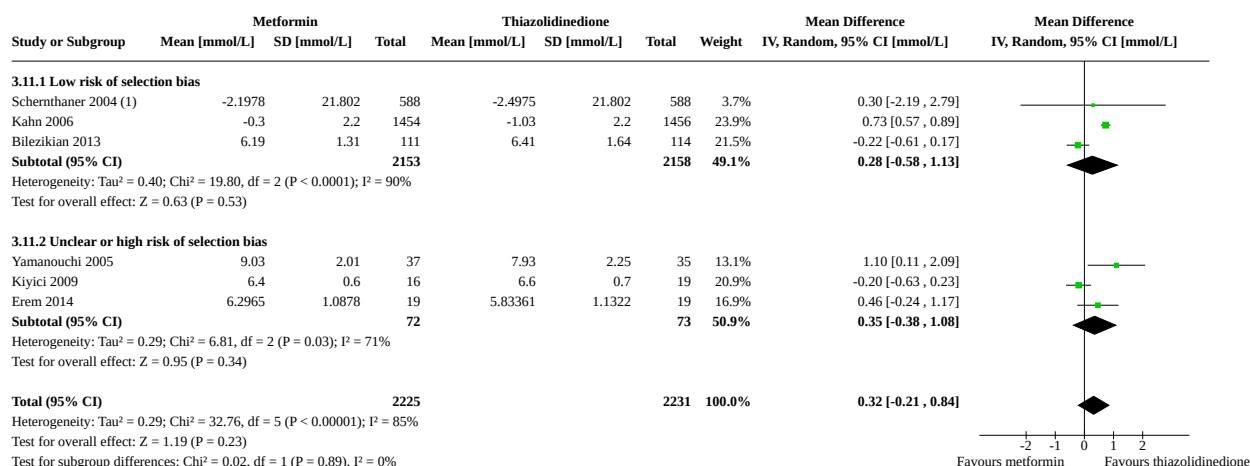 Metformin Thiazolidinedione Mean Difference Mean Difference
Study or Subgroup Mean [mmol/L] SD [mmol/L] Total Mean [mmol/L] SD [mmol/L] Total Weight IV, Random, 95% CI [mmol/L] IV, Random, 95% CI [mmol/L]
3.11.1 Low risk of selection bias
Schernthaner 2004 (1) -2.1978 21.802 588 -2.4975 21.802 588 3.7% 0.30 [-2.19 , 2.79]
Kahn 2006 -0.3 2.2 1454 -1.03 2.2 1456 23.9% 0.73 [0.57 , 0.89]
Bilezikian 2013 6.19 1.31 111 6.41 1.64 114 21.5% -0.22 [-0.61 , 0.17]
Subtotal (95% CI) 2153 2158 49.1% 0.28 [-0.58 , 1.13]
Heterogeneity: Tau² = 0.40; Chi² = 19.80, df = 2 (P < 0.0001); I² = 90%
Test for overall effect: Z = 0.63 (P = 0.53)
3.11.2 Unclear or high risk of selection bias
Yamanouchi 2005 9.03 2.01 37 7.93 2.25 35 13.1% 1.10 [0.11 , 2.09]
Kiyici 2009 6.4 0.6 16 6.6 0.7 19 20.9% -0.20 [-0.63 , 0.23]
Erem 2014 6.2965 1.0878 19 5.83361 1.1322 19 16.9% 0.46 [-0.24 , 1.17]
Subtotal (95% CI) 72 73 50.9% 0.35 [-0.38 , 1.08]
Heterogeneity: Tau² = 0.29; Chi² = 6.81, df = 2 (P = 0.03); I² = 71%
Test for overall effect: Z = 0.95 (P = 0.34)
Total (95% CI) 2225 2231 100.0% 0.32 [-0.21 , 0.84]
Heterogeneity: Tau² = 0.29; Chi² = 32.76, df = 5 (P < 0.00001); I² = 85%
Test for overall effect: Z = 1.19 (P = 0.23) -2 -1 0 1 2
Test for subgroup differences: Chi² = 0.02, df = 1 (P = 0.89), I² = 0% Favours metformin Favours thiazolidinedione